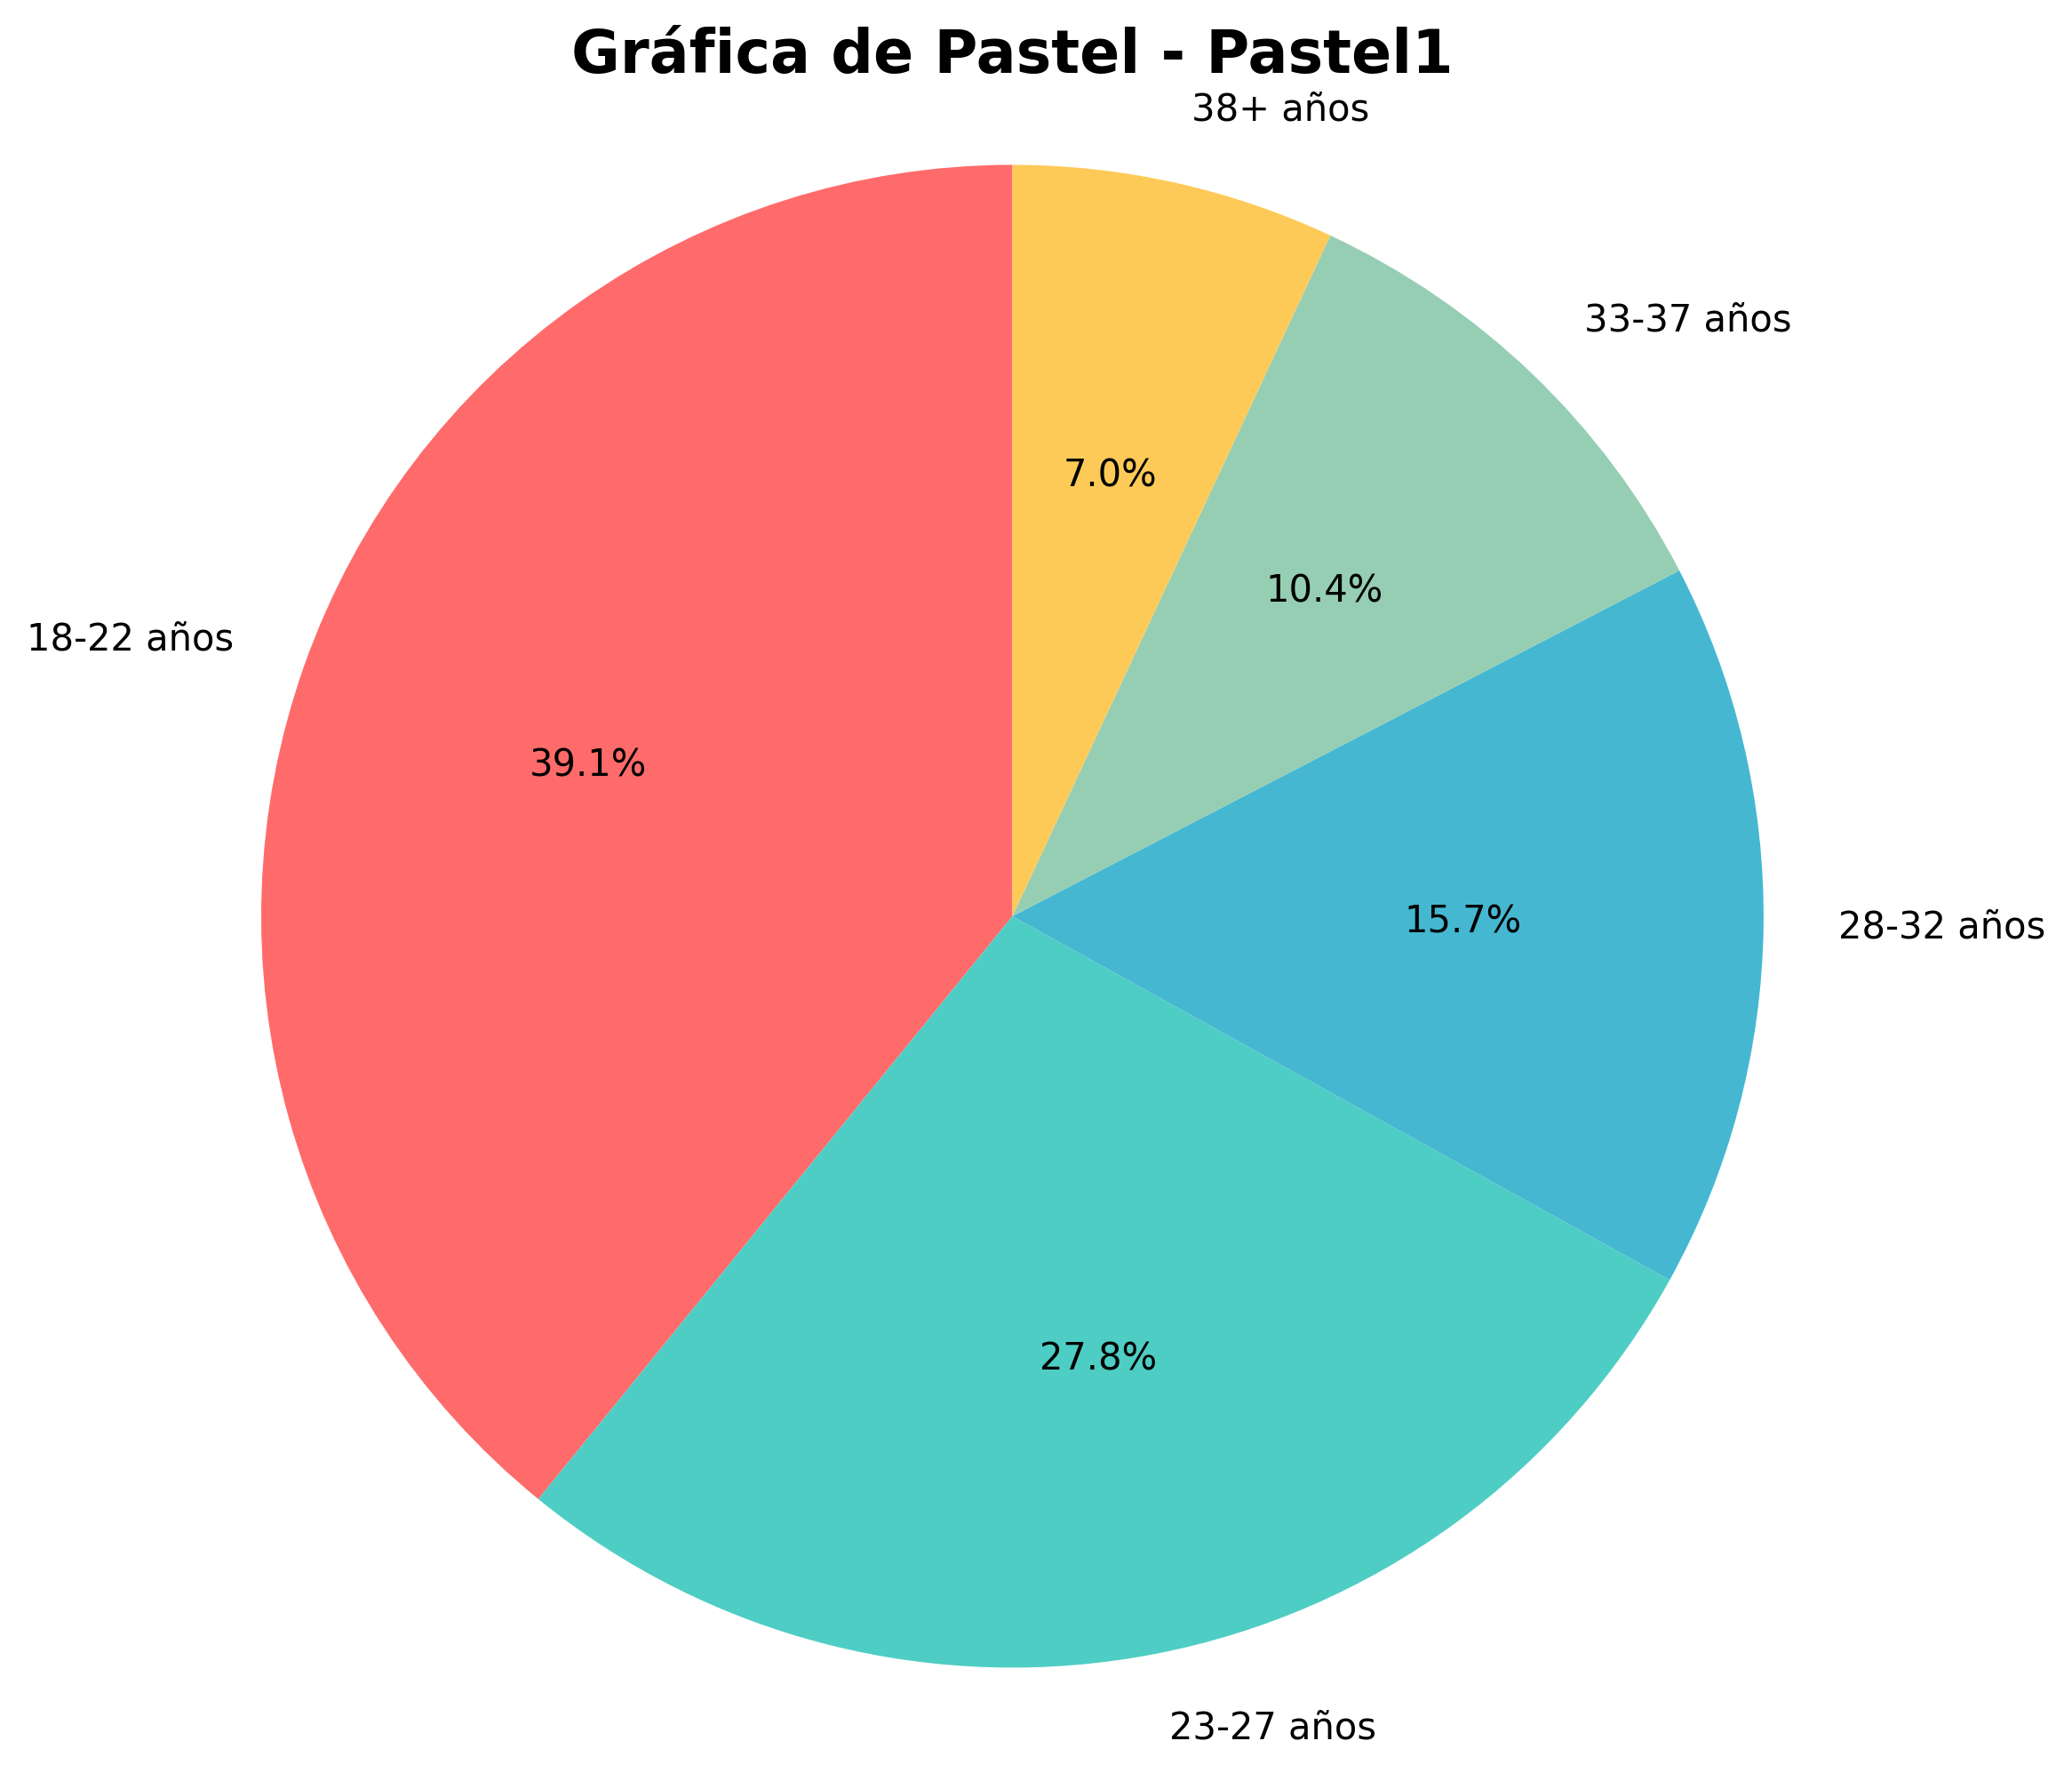 Gráfica de Pastel - Pastel1
38+ años
33-37 años
7.0%
10.4%
18-22 años
39.1%
15.7%
28-32 años
27.8%
23-27 años